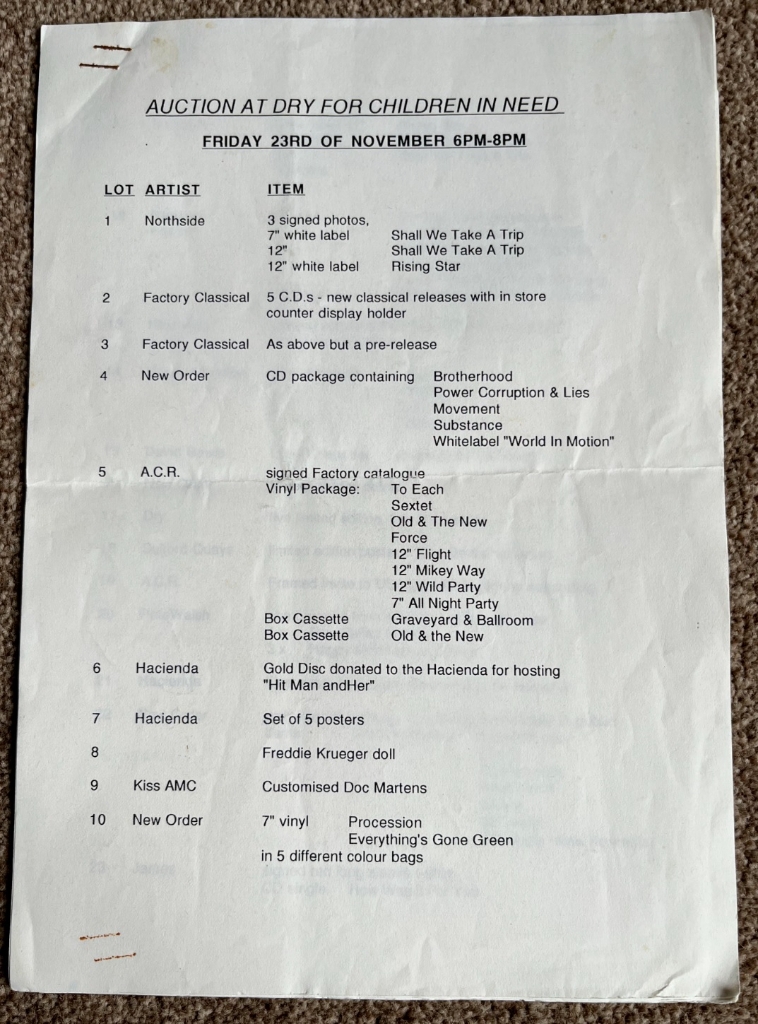 AUCTION AT DRY FOR CHILDREN IN NEED
FRIDAY 23RD OF NOVEMBER 6PM-8PM
LOT ARTIST ITEM
1 Northside 3 signed photos,
7" white label Shall We Take A Trip
12" Shall We Take A Trip
12" white label Rising Star
2 Factory Classical 5 C.D.s - new classical releases with in store
counter display holder
3 Factory Classical As above but a pre-release
4 New Order CD package containing Brotherhood
Power Corruption & Lies
Movement
Substance
Whitelabel "World In Motion"
5 A.C.R. signed Factory catalogue
Vinyl Package: To Each
Sextet
Old & The New
Force
12" Flight
12" Mikey Way
12" Wild Party
7" All Night Party
Box Cassette Graveyard & Ballroom
Box Cassette Old & the New
6 Hacienda Gold Disc donated to the Hacienda for hosting
"Hit Man andHer"
7 Hacienda Set of 5 posters
8 Freddie Krueger doll
9 Kiss AMC Customised Doc Martens
10 New Order 7" vinyl Procession
Everything's Gone Green
in 5 different colour bags